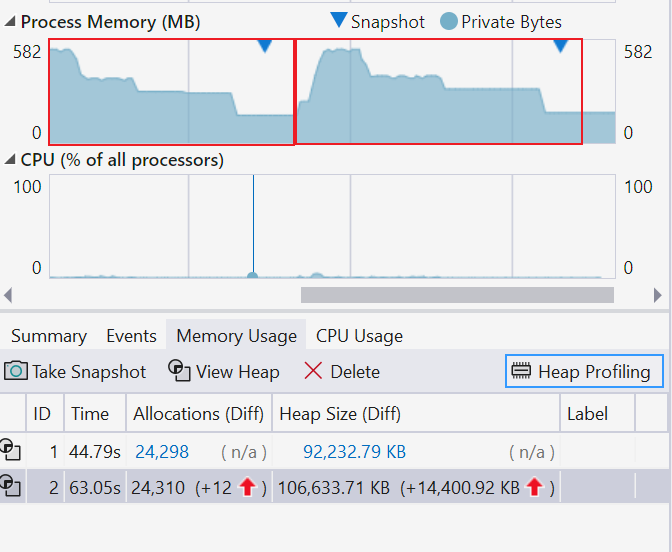 Process Memory (MB) Snapshot Private Bytes
582 582
0 0
CPU (% of all processors)
100 100
0 0
Summary Events Memory Usage CPU Usage
Take Snapshot View Heap Delete Heap Profiling
ID Time Allocations (Diff) Heap Size (Diff) Label
1 44.79s 24,298 ( n/a ) 92,232.79 KB ( n/a )
2 63.05s 24,310 (+12 ) 106,633.71 KB (+14,400.92 KB )